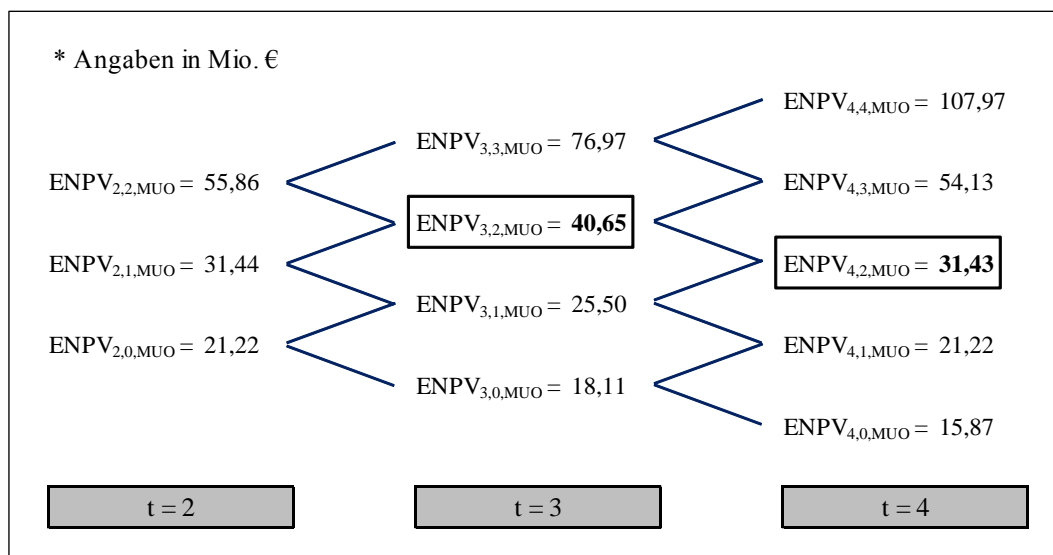 * Angaben in Mio. €
ENPV4,4,MUO = 107,97
ENPV3,3,MUO = 76,97
ENPV2,2,MUO = 55,86
ENPV4,3,MUO = 54,13
ENPV3,2,MUO = 40,65
ENPV2,1,MUO = 31,44
ENPV4,2,MUO = 31,43
ENPV3,1,MUO = 25,50
ENPV2,0,MUO = 21,22
ENPV4,1,MUO = 21,22
ENPV3,0,MUO = 18,11
ENPV4,0,MUO = 15,87
t = 2
t = 3
t = 4